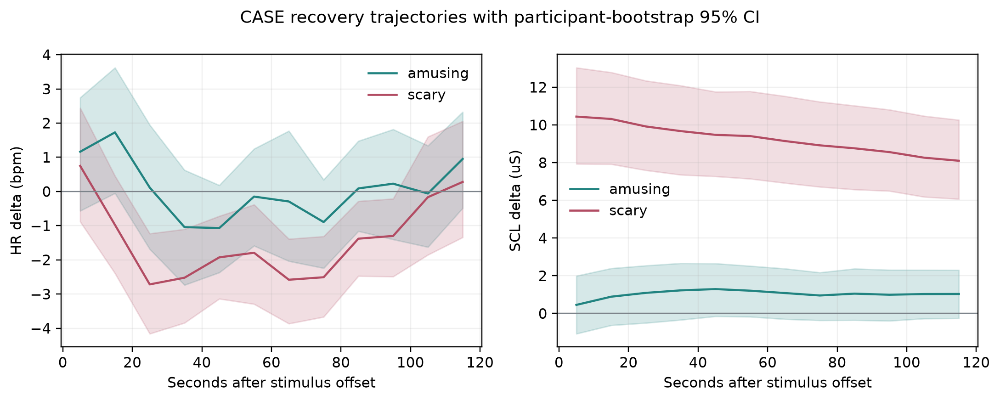 CASE recovery trajectories with participant-bootstrap 95% CI
HR delta (bpm)
4
3
2
1
0
−1
−2
−3
−4
amusing
scary
0 20 40 60 80 100 120
Seconds after stimulus offset
SCL delta (uS)
12
10
8
6
4
2
0
amusing
scary
0 20 40 60 80 100 120
Seconds after stimulus offset